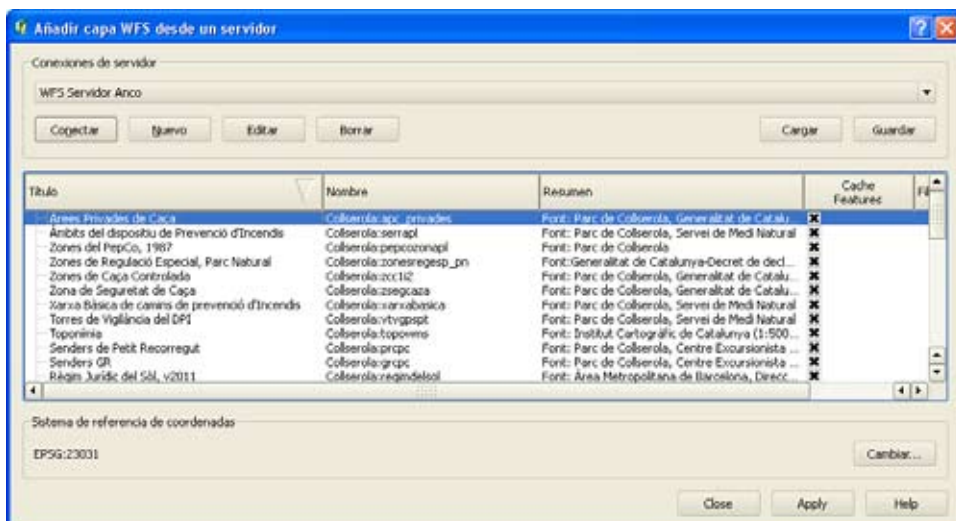 Añadir capa WFS desde un servidor
Conexiones de servidor
WFS Servidor Anco
Conectar Nuevo Editar Borrar Cargar Guardar
Título Nombre Resumen Cache Features
Àrees Privades de Caça Collserola:apc_privades Font: Parc de Collserola, Generalitat de Catalu...
Àmbits del dispositiu de Prevenció d'Incendis Collserola:serrapl Font: Parc de Collserola, Servei de Medi Natural
Zones del PepCo, 1987 Collserola:pepcozonapl Font: Parc de Collserola
Zones de Regulació Especial, Parc Natural Collserola:zonesregesp_pn Font:Generalitat de Catalunya-Decret de decl...
Zones de Caça Controlada Collserola:zcc1i2 Font: Parc de Collserola, Generalitat de Catalu...
Zona de Seguretat de Caça Collserola:zsegcaza Font: Parc de Collserola, Generalitat de Catalu...
Xarxa Bàsica de camins de prevenció d'Incendis Collserola:xarxabasica Font: Parc de Collserola, Servei de Medi Natural
Torres de Vigilància del DPI Collserola:vtvgpspt Font: Parc de Collserola, Servei de Medi Natural
Toponímia Collserola:topowms Font: Institut Cartogràfic de Catalunya (1:500...
Senders de Petit Recorregut Collserola:prcpc Font: Parc de Collserola, Centre Excursionista ...
Senders GR Collserola:grcpc Font: Parc de Collserola, Centre Excursionista ...
Règim Jurídic del Sòl, v2011 Collserola:regimdelsol Font: Àrea Metropolitana de Barcelona, Direcc...
Sistema de referencia de coordenadas
EPSG:23031 Cambiar...
Close Apply Help